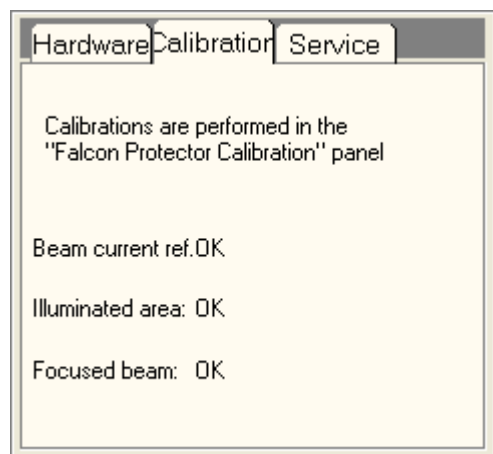 Hardware Calibration Service
Calibrations are performed in the
"Falcon Protector Calibration" panel
Beam current ref.OK
Illuminated area: OK
Focused beam: OK